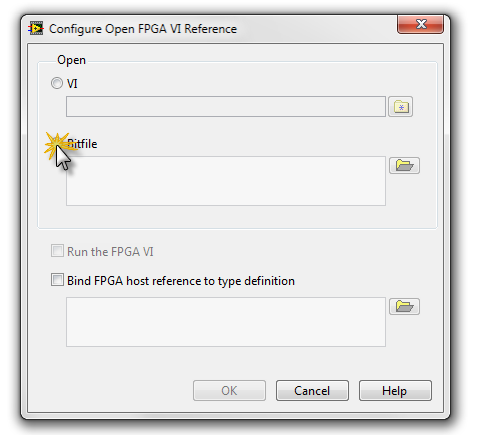 Configure Open FPGA VI Reference
Open
VI
Bitfile
Run the FPGA VI
Bind FPGA host reference to type definition
OK
Cancel
Help